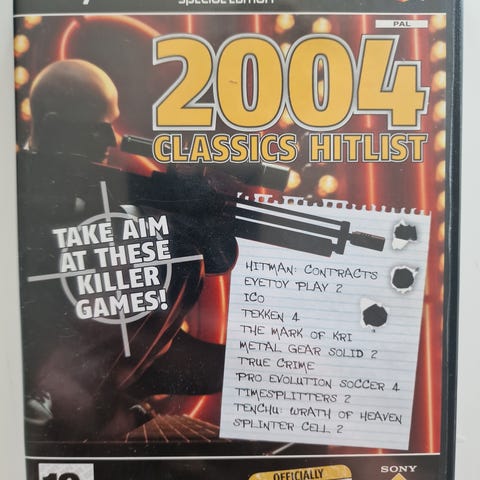 SPECIAL EDITION
PAL
2004
CLASSICS HITLIST
TAKE AIM
AT THESE
KILLER
GAMES!
HITMAN: CONTRACTS
EYETOY PLAY 2
ICO
TEKKEN 4
THE MARK OF KRI
METAL GEAR SOLID 2
TRUE CRIME
PRO EVOLUTION SOCCER 4
TIMESPLITTERS 2
TENCHU: WRATH OF HEAVEN
SPLINTER CELL 2
OFFICIALLY
SONY